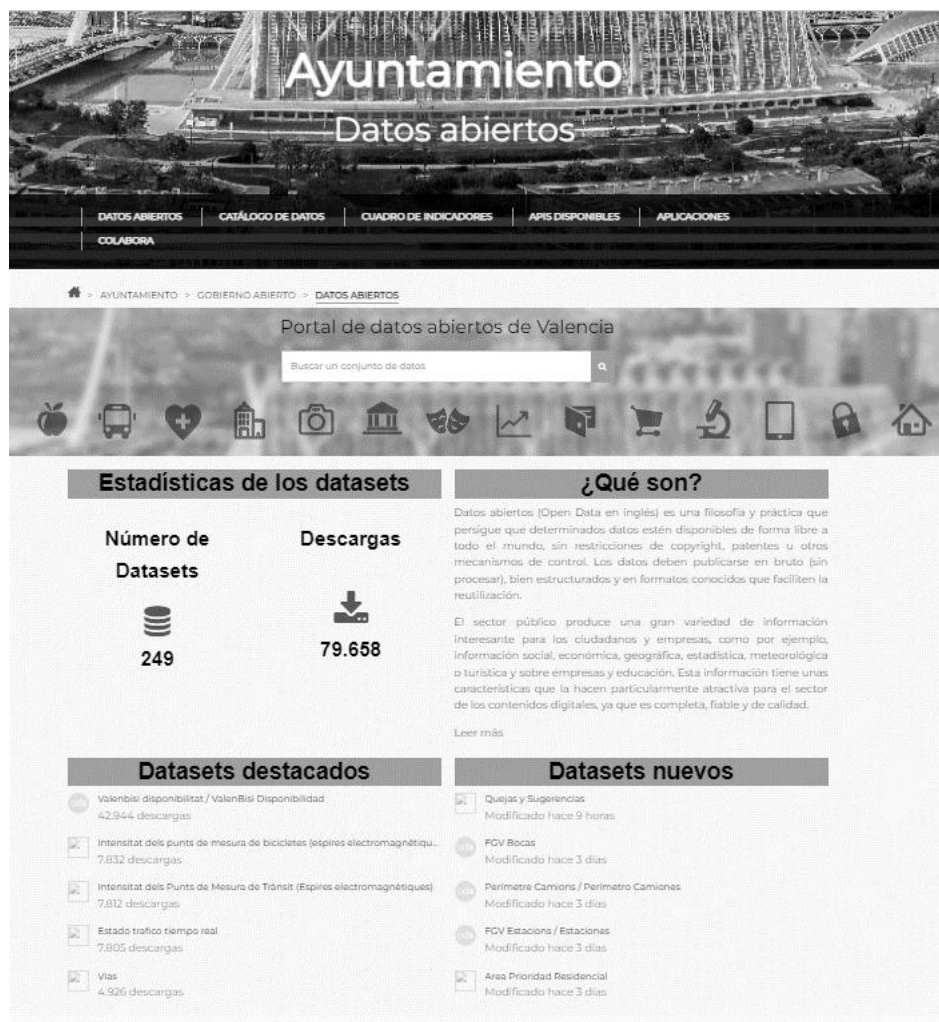 Ayuntamiento
Datos abiertos
DATOS ABIERTOS
CATÁLOGO DE DATOS
CUADRO DE INDICADORES
APIS DISPONIBLES
APLICACIONES
COLABORA
> AYUNTAMIENTO > GOBIERNO ABIERTO > DATOS ABIERTOS
Portal de datos abiertos de Valencia
Buscar un conjunto de datos
Estadísticas de los datasets
Número de
Datasets
249
Descargas
79.658
¿Qué son?
Datos abiertos (Open Data en inglés) es una filosofía y práctica que
persigue que determinados datos estén disponibles de forma libre a
todo el mundo, sin restricciones de copyright, patentes u otros
mecanismos de control. Los datos deben publicarse en bruto (sin
procesar), bien estructurados y en formatos conocidos que faciliten la
reutilización.
El sector público produce una gran variedad de información
interesante para los ciudadanos y empresas, como por ejemplo,
información social, económica, geográfica, estadística, meteorológica
o turística y sobre empresas y educación. Esta información tiene unas
características que la hacen particularmente atractiva para el sector
de los contenidos digitales, ya que es completa, fiable y de calidad.
Leer más
Datasets destacados
Valenbisi disponibilitat / ValenBisi Disponibilidad
42.944 descargas
Intensitat dels punts de mesura de bicicletes (espires electromagnètiqu...
7.832 descargas
Intensitat dels Punts de Mesura de Trànsit (Espires electromagnètiques)
7.812 descargas
Estado trafico tiempo real
7.805 descargas
Vias
4.926 descargas
Datasets nuevos
Quejas y Sugerencias
Modificado hace 9 horas
FGV Bocas
Modificado hace 3 días
Perímetre Camions / Perímetro Camiones
Modificado hace 3 días
FGV Estacions / Estaciones
Modificado hace 3 días
Area Prioridad Residencial
Modificado hace 3 días